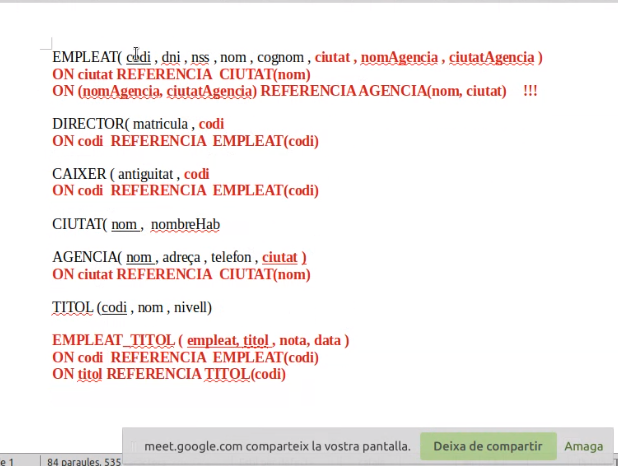 EMPLEAT( codi , dni , nss , nom , cognom , ciutat , nomAgencia , ciutatAgencia )
ON ciutat REFERENCIA CIUTAT(nom)
ON (nomAgencia, ciutatAgencia) REFERENCIA AGENCIA(nom, ciutat) !!!
DIRECTOR( matricula , codi
ON codi REFERENCIA EMPLEAT(codi)
CAIXER ( antiguitat , codi
ON codi REFERENCIA EMPLEAT(codi)
CIUTAT( nom , nombreHab
AGENCIA( nom , adreça , telefon , ciutat )
ON ciutat REFERENCIA CIUTAT(nom)
TITOL (codi , nom , nivell)
EMPLEAT_TITOL ( empleat, titol , nota, data )
ON codi REFERENCIA EMPLEAT(codi)
ON titol REFERENCIA TITOL(codi)
meet.google.com comparteix la vostra pantalla. Deixa de compartir Amaga
e 1 84 paraules, 535